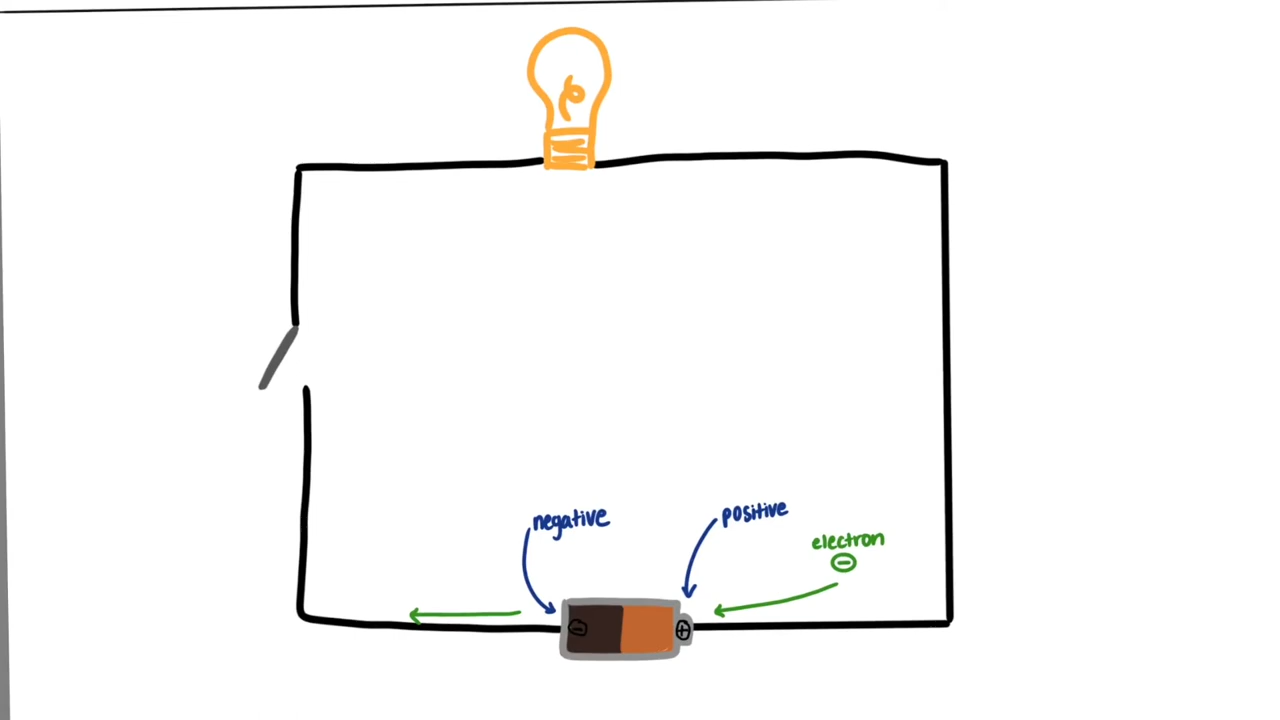 negative
positive
electron
⊖
− +